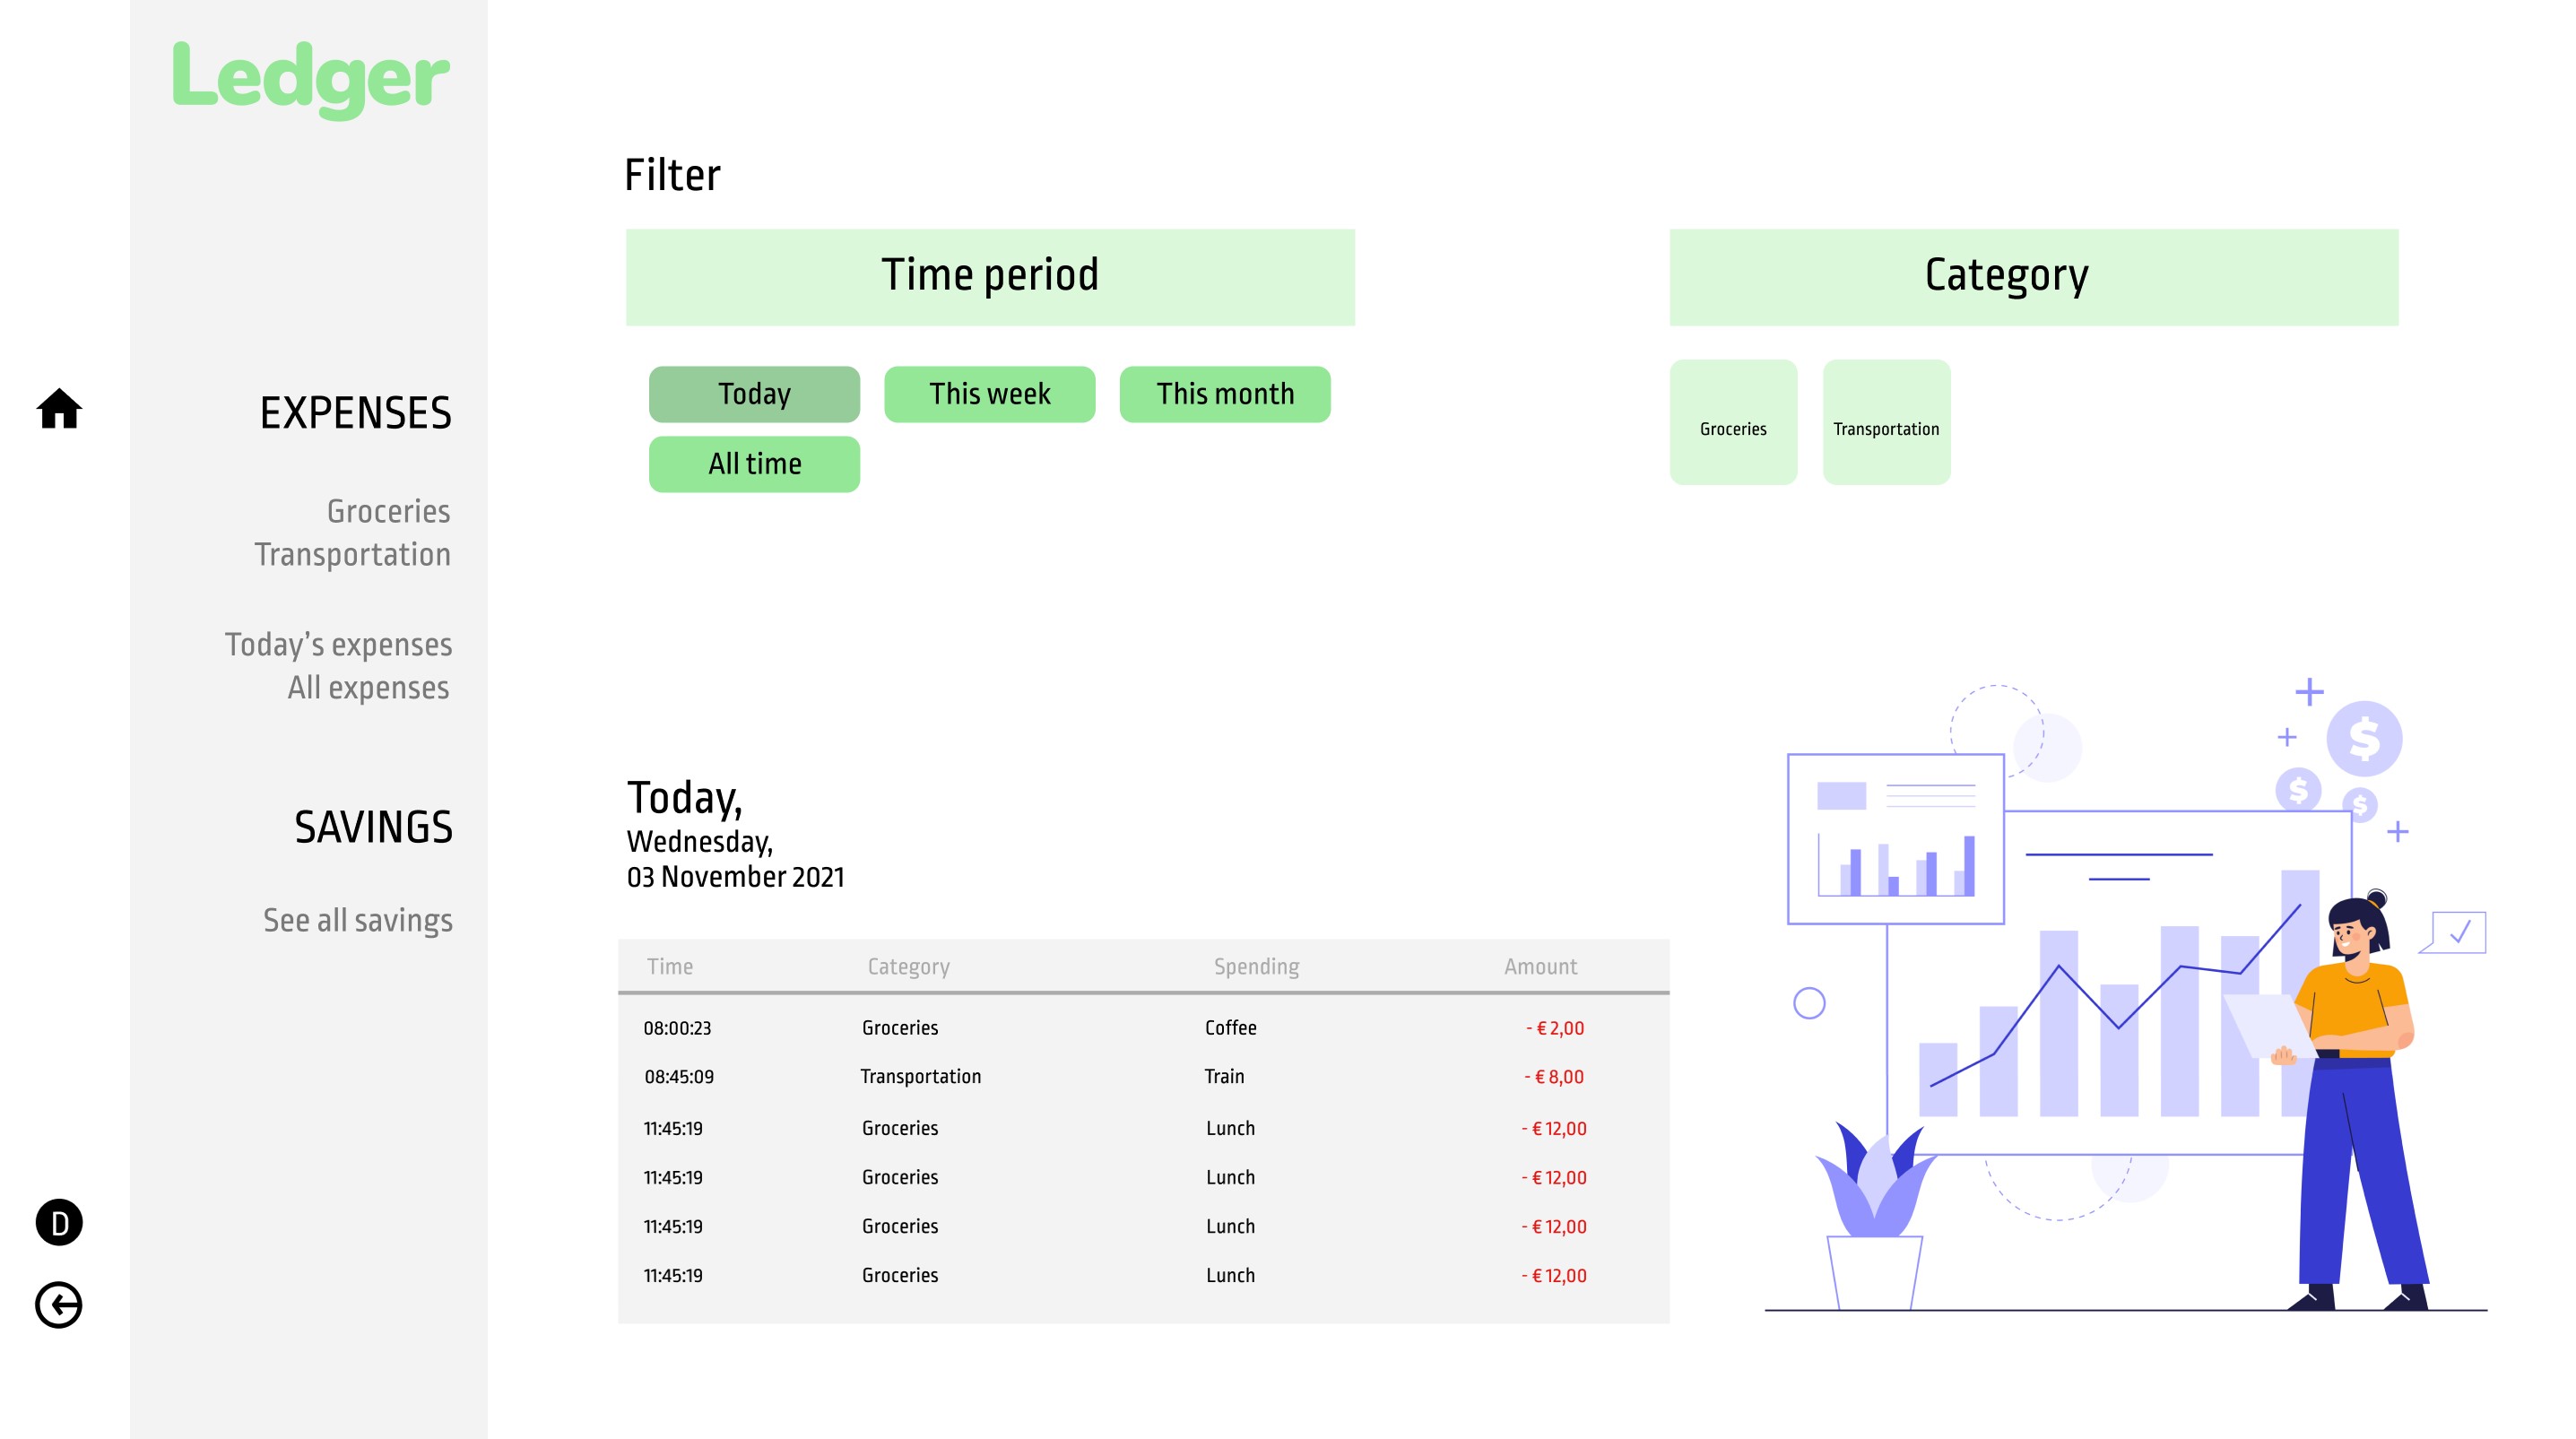 Ledger
EXPENSES
Groceries
Transportation
Today's expenses
All expenses
SAVINGS
See all savings
D
Filter
Time period
Today
This week
This month
All time
Category
Groceries
Transportation
Today,
Wednesday,
03 November 2021
Time Category Spending Amount
08:00:23 Groceries Coffee - € 2,00
08:45:09 Transportation Train - € 8,00
11:45:19 Groceries Lunch - € 12,00
11:45:19 Groceries Lunch - € 12,00
11:45:19 Groceries Lunch - € 12,00
11:45:19 Groceries Lunch - € 12,00
$
$
$